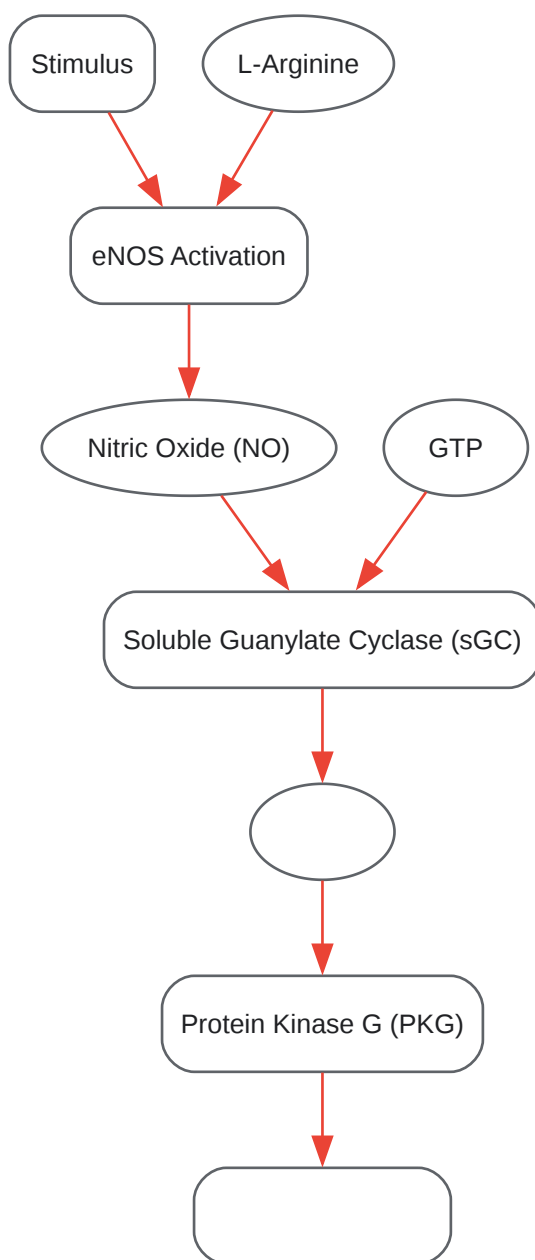 Stimulus
L-Arginine
eNOS Activation
Nitric Oxide (NO)
GTP
Soluble Guanylate Cyclase (sGC)
Protein Kinase G (PKG)